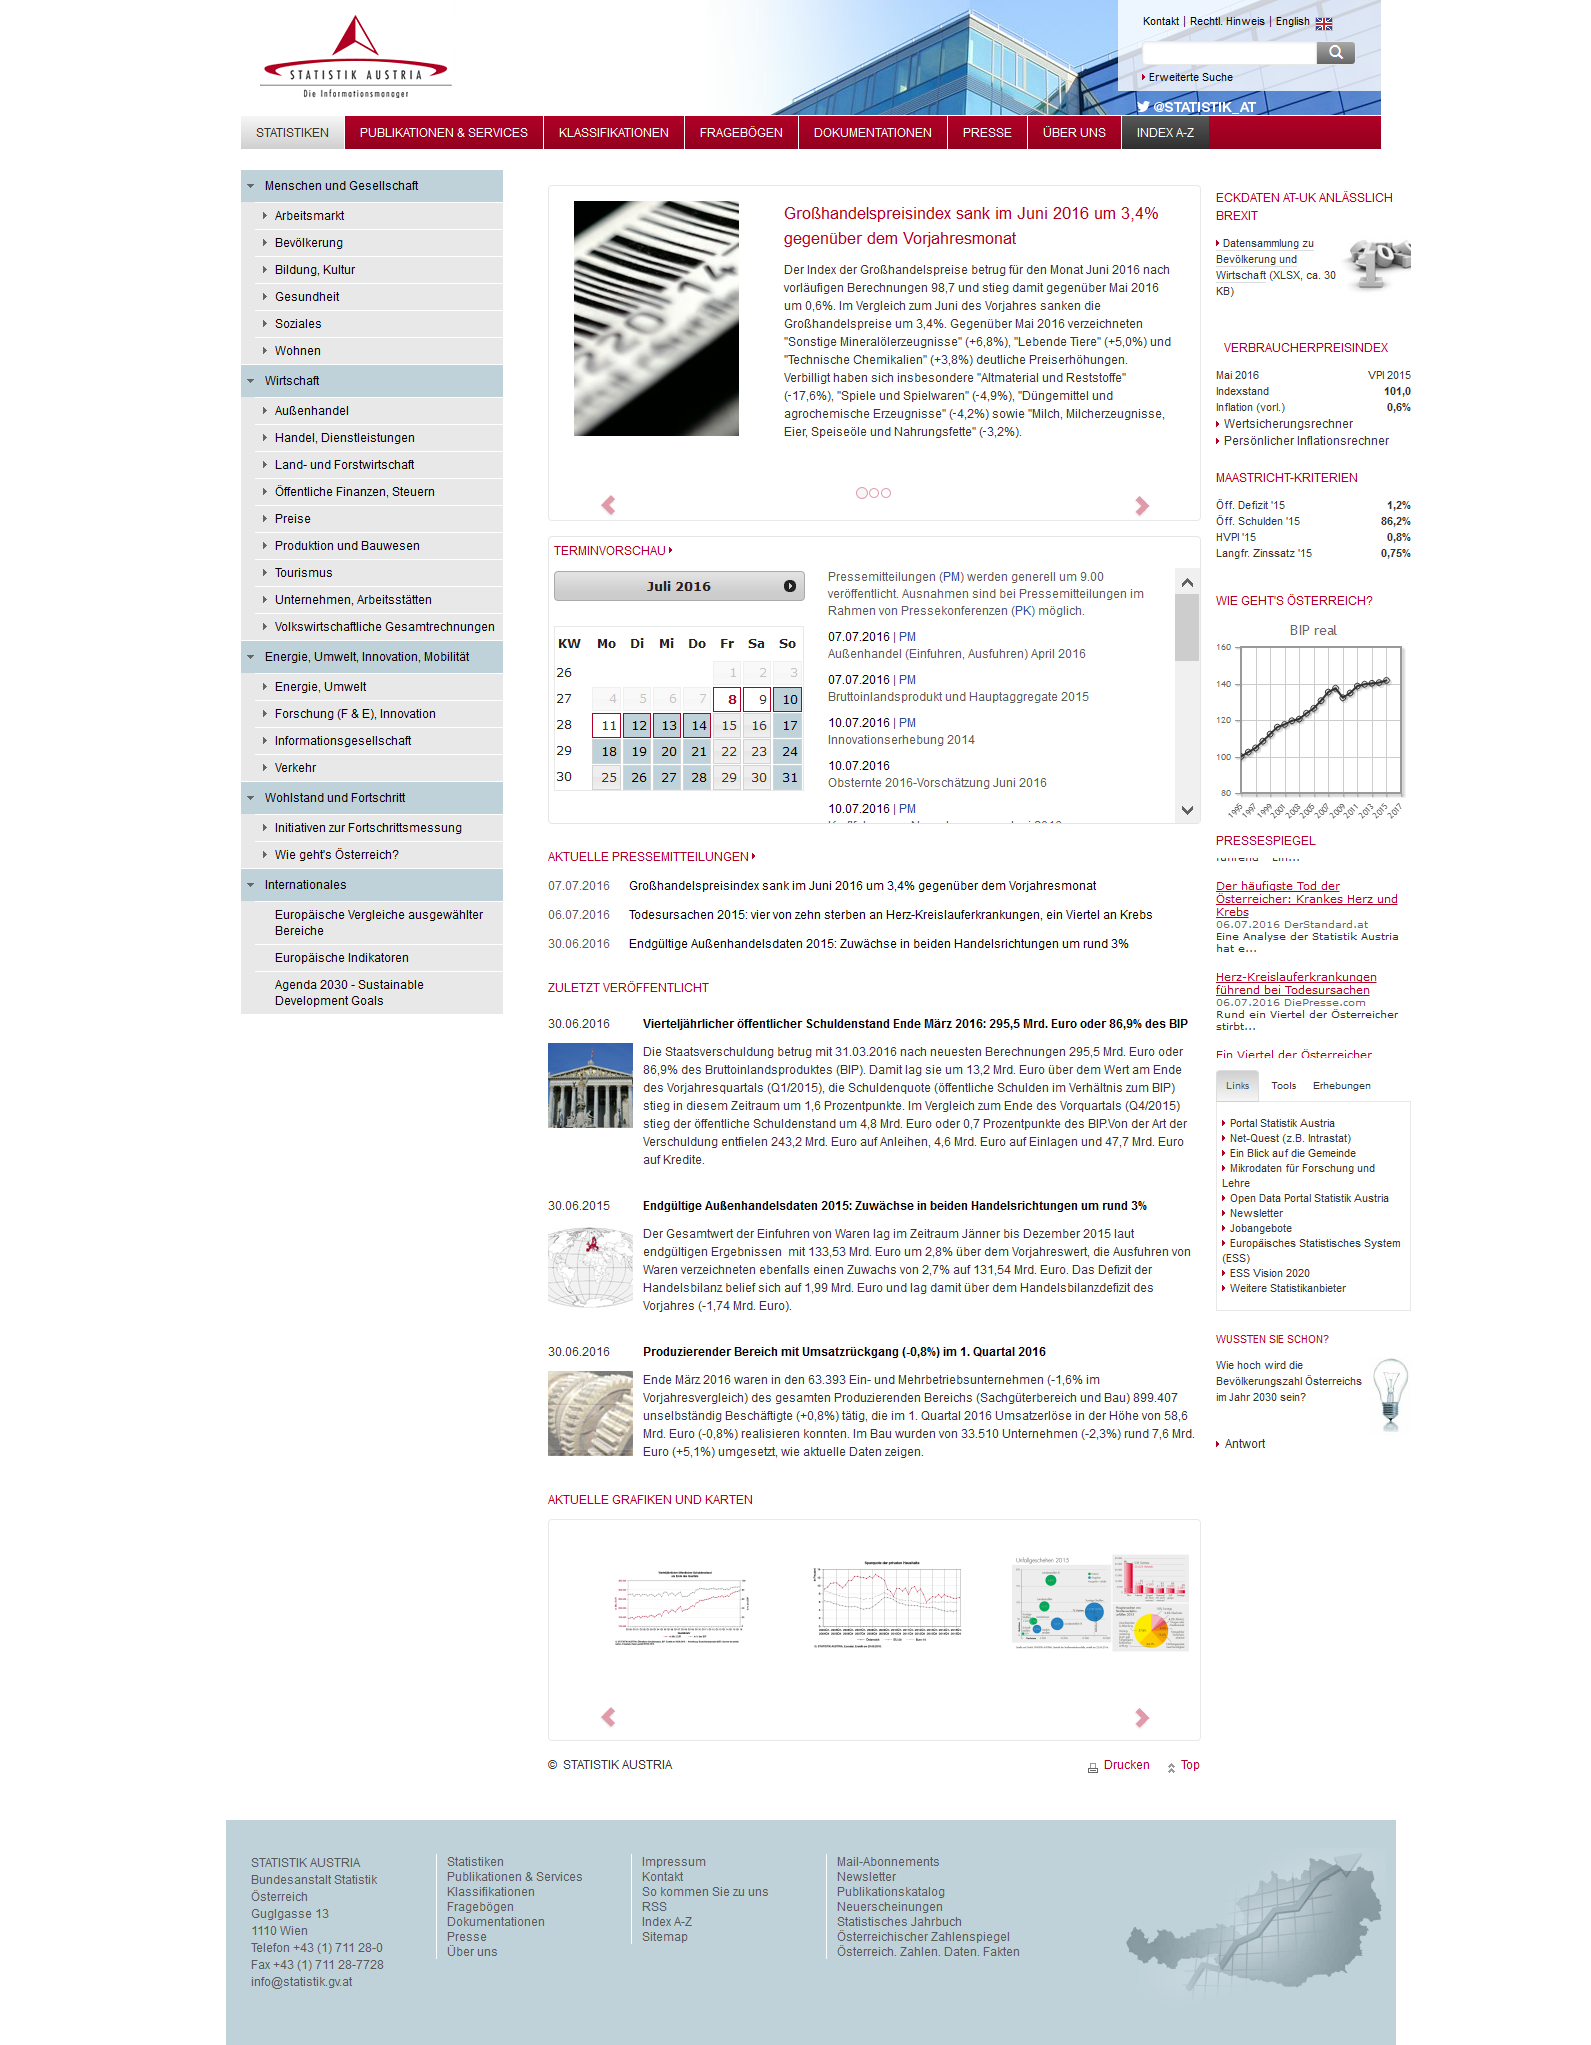 STATISTIK AUSTRIA
Die Informationsmanager
Kontakt | Rechtl. Hinweis | English
Erweiterte Suche
@STATISTIK_AT
STATISTIKEN
PUBLIKATIONEN & SERVICES
KLASSIFIKATIONEN
FRAGEBÖGEN
DOKUMENTATIONEN
PRESSE
ÜBER UNS
INDEX A-Z
Menschen und Gesellschaft
Arbeitsmarkt
Bevölkerung
Bildung, Kultur
Gesundheit
Soziales
Wohnen
Wirtschaft
Außenhandel
Handel, Dienstleistungen
Land- und Forstwirtschaft
Öffentliche Finanzen, Steuern
Preise
Produktion und Bauwesen
Tourismus
Unternehmen, Arbeitsstätten
Volkswirtschaftliche Gesamtrechnungen
Energie, Umwelt, Innovation, Mobilität
Energie, Umwelt
Forschung (F & E), Innovation
Informationsgesellschaft
Verkehr
Wohlstand und Fortschritt
Initiativen zur Fortschrittsmessung
Wie geht's Österreich?
Internationales
Europäische Vergleiche ausgewählter
Bereiche
Europäische Indikatoren
Agenda 2030 - Sustainable
Development Goals
Großhandelspreisindex sank im Juni 2016 um 3,4%
gegenüber dem Vorjahresmonat
Der Index der Großhandelspreise betrug für den Monat Juni 2016 nach
vorläufigen Berechnungen 98,7 und stieg damit gegenüber Mai 2016
um 0,6%. Im Vergleich zum Juni des Vorjahres sanken die
Großhandelspreise um 3,4%. Gegenüber Mai 2016 verzeichneten
"Sonstige Mineralölerzeugnisse" (+6,8%), "Lebende Tiere" (+5,0%) und
"Technische Chemikalien" (+3,8%) deutliche Preiserhöhungen.
Verbilligt haben sich insbesondere "Altmaterial und Reststoffe"
(-17,6%), "Spiele und Spielwaren" (-4,9%), "Düngemittel und
agrochemische Erzeugnisse" (-4,2%) sowie "Milch, Milcherzeugnisse,
Eier, Speiseöle und Nahrungsfette" (-3,2%).
TERMINVORSCHAU
Juli 2016
KW Mo Di Mi Do Fr Sa So
26 1 2 3
27 4 5 6 7 8 9 10
28 11 12 13 14 15 16 17
29 18 19 20 21 22 23 24
30 25 26 27 28 29 30 31
Pressemitteilungen (PM) werden generell um 9.00
veröffentlicht. Ausnahmen sind bei Pressemitteilungen im
Rahmen von Pressekonferenzen (PK) möglich.
07.07.2016 | PM
Außenhandel (Einfuhren, Ausfuhren) April 2016
07.07.2016 | PM
Bruttoinlandsprodukt und Hauptaggregate 2015
10.07.2016 | PM
Innovationserhebung 2014
10.07.2016
Obsternte 2016-Vorschätzung Juni 2016
10.07.2016 | PM
AKTUELLE PRESSEMITTEILUNGEN
07.07.2016 Großhandelspreisindex sank im Juni 2016 um 3,4% gegenüber dem Vorjahresmonat
06.07.2016 Todesursachen 2015: vier von zehn sterben an Herz-Kreislauferkrankungen, ein Viertel an Krebs
30.06.2016 Endgültige Außenhandelsdaten 2015: Zuwächse in beiden Handelsrichtungen um rund 3%
ZULETZT VERÖFFENTLICHT
30.06.2016 Vierteljährlicher öffentlicher Schuldenstand Ende März 2016: 295,5 Mrd. Euro oder 86,9% des BIP
Die Staatsverschuldung betrug mit 31.03.2016 nach neuesten Berechnungen 295,5 Mrd. Euro oder
86,9% des Bruttoinlandsproduktes (BIP). Damit lag sie um 13,2 Mrd. Euro über dem Wert am Ende
des Vorjahresquartals (Q1/2015), die Schuldenquote (öffentliche Schulden im Verhältnis zum BIP)
stieg in diesem Zeitraum um 1,6 Prozentpunkte. Im Vergleich zum Ende des Vorquartals (Q4/2015)
stieg der öffentliche Schuldenstand um 4,8 Mrd. Euro oder 0,7 Prozentpunkte des BIP.Von der Art der
Verschuldung entfielen 243,2 Mrd. Euro auf Anleihen, 4,6 Mrd. Euro auf Einlagen und 47,7 Mrd. Euro
auf Kredite.
30.06.2015 Endgültige Außenhandelsdaten 2015: Zuwächse in beiden Handelsrichtungen um rund 3%
Der Gesamtwert der Einfuhren von Waren lag im Zeitraum Jänner bis Dezember 2015 laut
endgültigen Ergebnissen mit 133,53 Mrd. Euro um 2,8% über dem Vorjahreswert, die Ausfuhren von
Waren verzeichneten ebenfalls einen Zuwachs von 2,7% auf 131,54 Mrd. Euro. Das Defizit der
Handelsbilanz belief sich auf 1,99 Mrd. Euro und lag damit über dem Handelsbilanzdefizit des
Vorjahres (-1,74 Mrd. Euro).
30.06.2016 Produzierender Bereich mit Umsatzrückgang (-0,8%) im 1. Quartal 2016
Ende März 2016 waren in den 63.393 Ein- und Mehrbetriebsunternehmen (-1,6% im
Vorjahresvergleich) des gesamten Produzierenden Bereichs (Sachgüterbereich und Bau) 899.407
unselbständig Beschäftigte (+0,8%) tätig, die im 1. Quartal 2016 Umsatzerlöse in der Höhe von 58,6
Mrd. Euro (-0,8%) realisieren konnten. Im Bau wurden von 33.510 Unternehmen (-2,3%) rund 7,6 Mrd.
Euro (+5,1%) umgesetzt, wie aktuelle Daten zeigen.
AKTUELLE GRAFIKEN UND KARTEN
Unfallgeschehen 2015
© STATISTIK AUSTRIA
Drucken
Top
ECKDATEN AT-UK ANLÄSSLICH
BREXIT
Datensammlung zu
Bevölkerung und
Wirtschaft (XLSX, ca. 30
KB)
VERBRAUCHERPREISINDEX
Mai 2016 VPI 2015
Indexstand 101,0
Inflation (vorl.) 0,6%
Wertsicherungsrechner
Persönlicher Inflationsrechner
MAASTRICHT-KRITERIEN
Öff. Defizit '15 1,2%
Öff. Schulden '15 86,2%
HVPI '15 0,8%
Langfr. Zinssatz '15 0,75%
WIE GEHT'S ÖSTERREICH?
BIP real
160
140
120
100
80
1995 1997 1999 2001 2003 2005 2007 2009 2011 2013 2015 2017
PRESSESPIEGEL
Der häufigste Tod der
Österreicher: Krankes Herz und
Krebs
06.07.2016 DerStandard.at
Eine Analyse der Statistik Austria
hat e...
Herz-Kreislauferkrankungen
führend bei Todesursachen
06.07.2016 DiePresse.com
Rund ein Viertel der Österreicher
stirbt...
Ein Viertel der Österreicher
Links Tools Erhebungen
Portal Statistik Austria
Net-Quest (z.B. Intrastat)
Ein Blick auf die Gemeinde
Mikrodaten für Forschung und
Lehre
Open Data Portal Statistik Austria
Newsletter
Jobangebote
Europäisches Statistisches System
(ESS)
ESS Vision 2020
Weitere Statistikanbieter
WUSSTEN SIE SCHON?
Wie hoch wird die
Bevölkerungszahl Österreichs
im Jahr 2030 sein?
Antwort
STATISTIK AUSTRIA
Bundesanstalt Statistik
Österreich
Guglgasse 13
1110 Wien
Telefon +43 (1) 711 28-0
Fax +43 (1) 711 28-7728
info@statistik.gv.at
Statistiken
Publikationen & Services
Klassifikationen
Fragebögen
Dokumentationen
Presse
Über uns
Impressum
Kontakt
So kommen Sie zu uns
RSS
Index A-Z
Sitemap
Mail-Abonnements
Newsletter
Publikationskatalog
Neuerscheinungen
Statistisches Jahrbuch
Österreichischer Zahlenspiegel
Österreich. Zahlen. Daten. Fakten